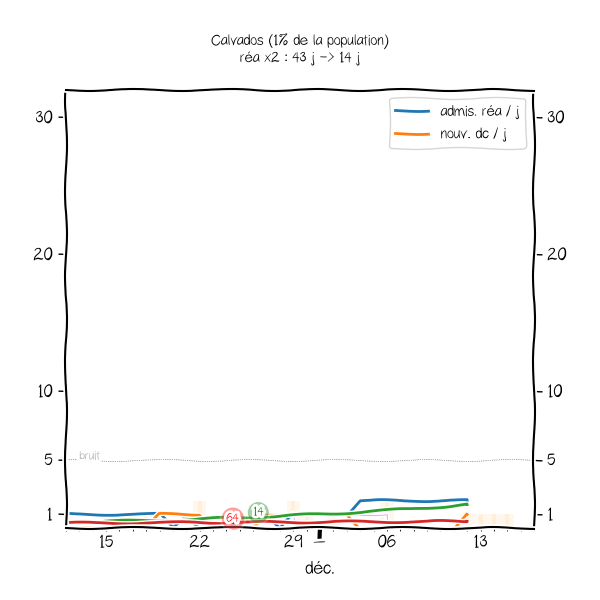 Calvados (1% de la population)
réa x2 : 43 j -> 14 j
admis. réa / j
nouv. dc / j
30
30
20
20
10
10
5
bruit
5
1
64
14
1
15
22
29
06
13
déc.